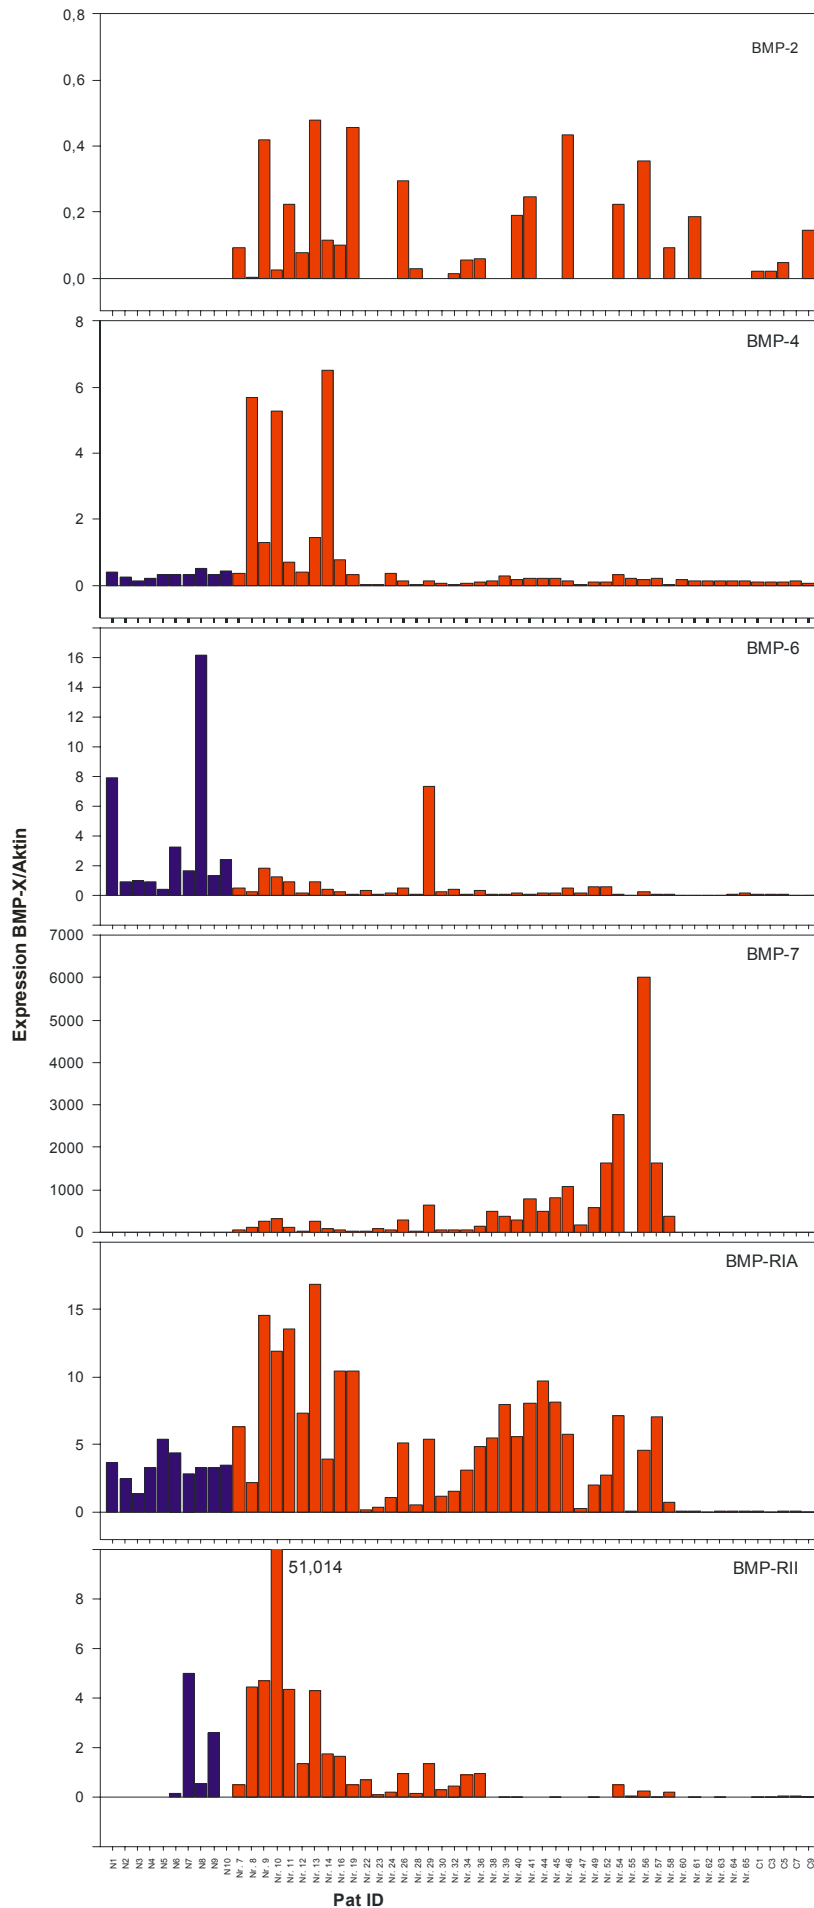 0,8
BMP-2
0,6
0,4
0,2
0,0
8
BMP-4
6
4
2
0
BMP-6
16
14
12
10
8
6
4
2
0
Expression BMP-X/Aktin
7000
BMP-7
6000
5000
4000
3000
2000
1000
0
BMP-RIA
15
10
5
0
51,014
BMP-RII
8
6
4
2
0
N1
N2
N3
N4
N5
N6
N7
N8
N9
N10
Nr. 7
Nr. 8
Nr. 9
Nr. 10
Nr. 11
Nr. 12
Nr. 13
Nr. 14
Nr. 16
Nr. 19
Nr. 22
Nr. 23
Nr. 24
Nr. 26
Nr. 28
Nr. 29
Nr. 30
Nr. 32
Nr. 34
Nr. 36
Nr. 38
Nr. 39
Nr. 40
Nr. 41
Nr. 44
Nr. 45
Nr. 46
Nr. 47
Nr. 49
Nr. 52
Nr. 54
Nr. 55
Nr. 56
Nr. 57
Nr. 58
Nr. 60
Nr. 61
Nr. 62
Nr. 63
Nr. 64
Nr. 65
C1
C3
C5
C7
C9
Pat ID